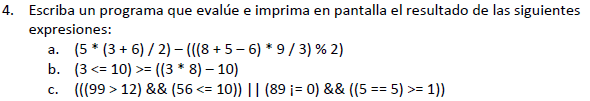 4. Escriba un programa que evalúe e imprima en pantalla el resultado de las siguientes
expresiones:
a. (5 * (3 + 6) / 2) – (((8 + 5 – 6) * 9 / 3) % 2)
b. (3 <= 10) >= ((3 * 8) – 10)
c. (((99 > 12) && (56 <= 10)) || (89 ¡= 0) && ((5 == 5) >= 1))